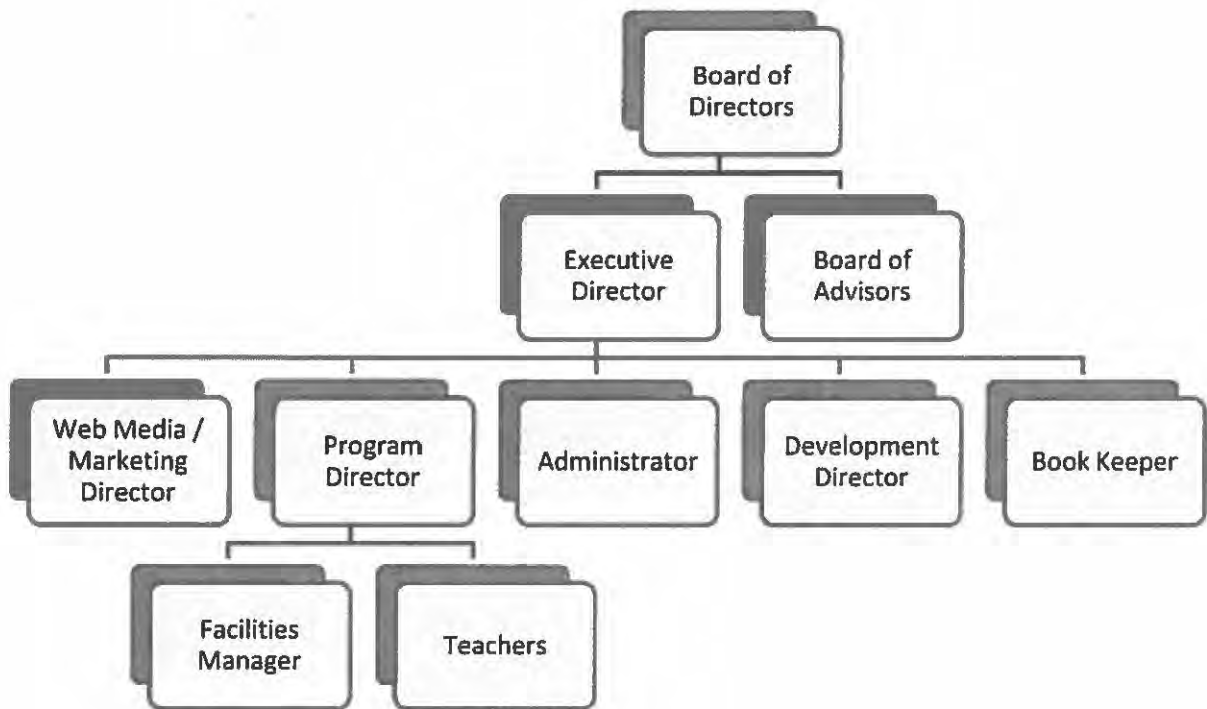 Board of
Directors
Executive
Director
Board of
Advisors
Web Media /
Marketing
Director
Program
Director
Administrator
Development
Director
Book Keeper
Facilities
Manager
Teachers